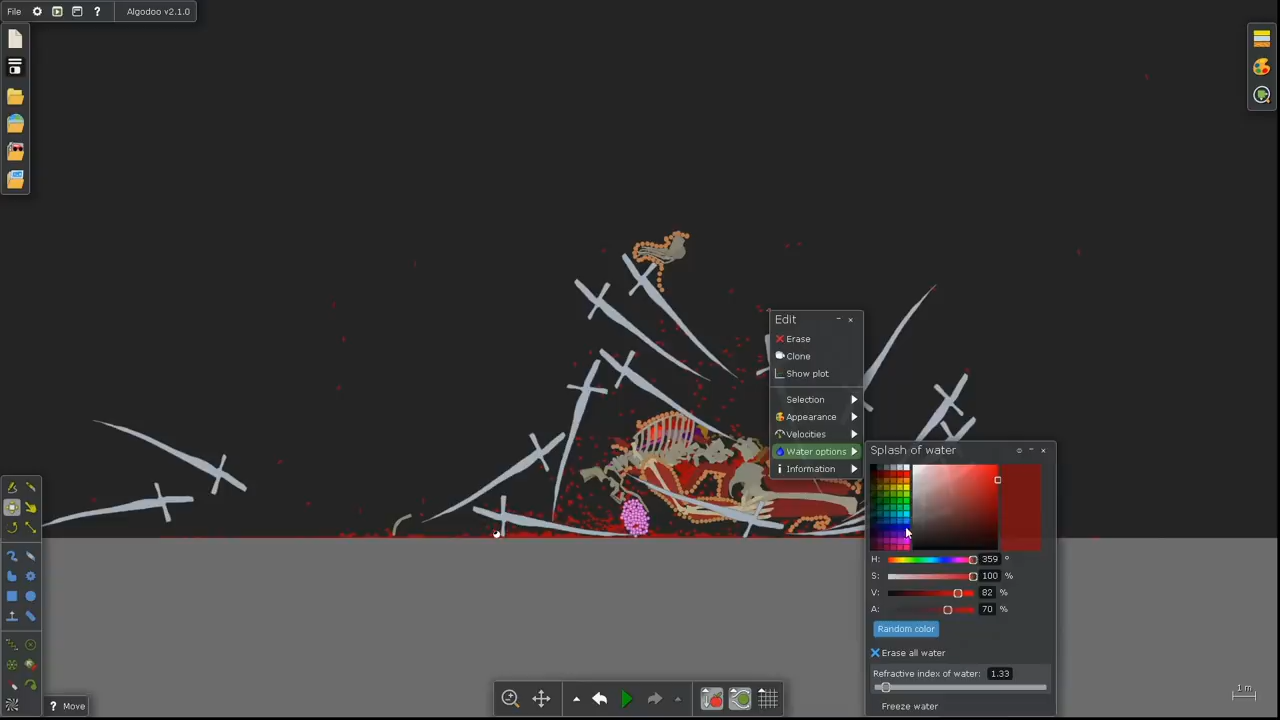 File
?
Algodoo v2.1.0
Edit
Erase
Clone
Show plot
Selection
Appearance
Velocities
Water options
Information
Splash of water
H: 359 °
S: 100 %
V: 82 %
A: 70 %
Random color
Erase all water
Refractive index of water: 1.33
Freeze water
? Move
1 m